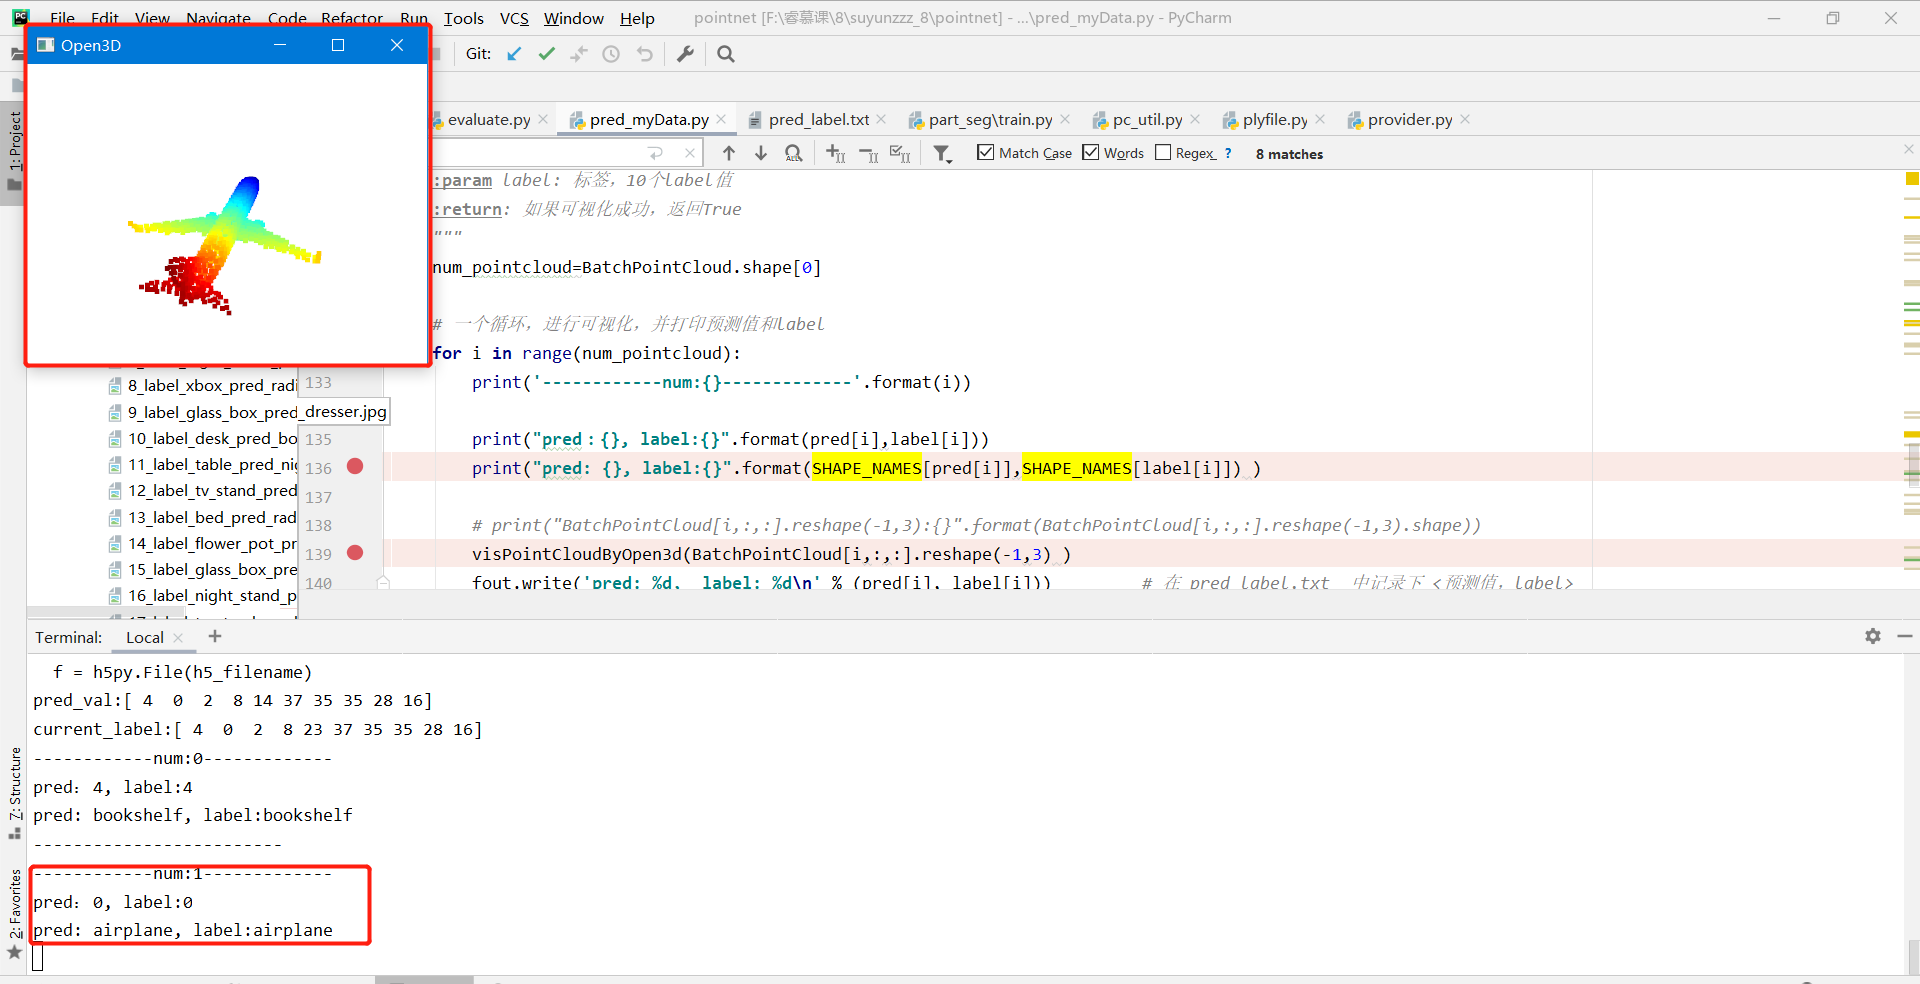 File Edit View Navigate Code Refactor Run Tools VCS Window Help pointnet [F:\睿慕课\8\suyunzzz_8\pointnet] - ...\pred_myData.py - PyCharm
Open3D
Git:
evaluate.py pred_myData.py pred_label.txt part_seg\train.py pc_util.py plyfile.py provider.py
Match Case Words Regex ? 8 matches
1: Project
:param label: 标签，10个label值
:return: 如果可视化成功，返回True
"""
num_pointcloud=BatchPointCloud.shape[0]
# 一个循环，进行可视化，并打印预测值和label
for i in range(num_pointcloud):
8_label_xbox_pred_radi 133 print('------------num:{}-------------'.format(i))
9_label_glass_box_pred_dresser.jpg
10_label_desk_pred_bo 135 print("pred：{}, label:{}".format(pred[i],label[i]))
11_label_table_pred_nig 136 print("pred: {}, label:{}".format(SHAPE_NAMES[pred[i]],SHAPE_NAMES[label[i]]) )
12_label_tv_stand_pred 137
13_label_bed_pred_rad 138 # print("BatchPointCloud[i,:,:].reshape(-1,3):{}".format(BatchPointCloud[i,:,:].reshape(-1,3).shape))
14_label_flower_pot_pr 139 visPointCloudByOpen3d(BatchPointCloud[i,:,:].reshape(-1,3) )
15_label_glass_box_pre 140 fout.write('pred: %d, label: %d\n' % (pred[i], label[i])) # 在 pred_label.txt 中记录下 <预测值，label>
16_label_night_stand_p
Terminal: Local +
f = h5py.File(h5_filename)
pred_val:[ 4 0 2 8 14 37 35 35 28 16]
current_label:[ 4 0 2 8 23 37 35 35 28 16]
------------num:0-------------
pred：4, label:4
pred: bookshelf, label:bookshelf
-------------------------
------------num:1-------------
pred：0, label:0
pred: airplane, label:airplane
7: Structure
2: Favorites